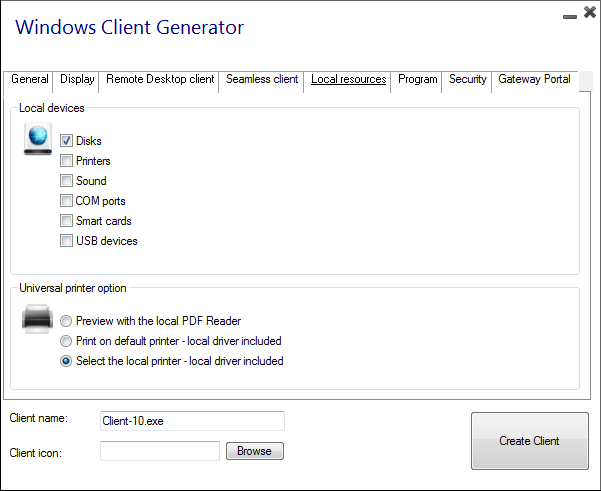 Windows Client Generator
General Display Remote Desktop client Seamless client Local resources Program Security Gateway Portal
Local devices
Disks
Printers
Sound
COM ports
Smart cards
USB devices
Universal printer option
Preview with the local PDF Reader
Print on default printer - local driver included
Select the local printer - local driver included
Client name: Client-10.exe
Client icon: Browse
Create Client